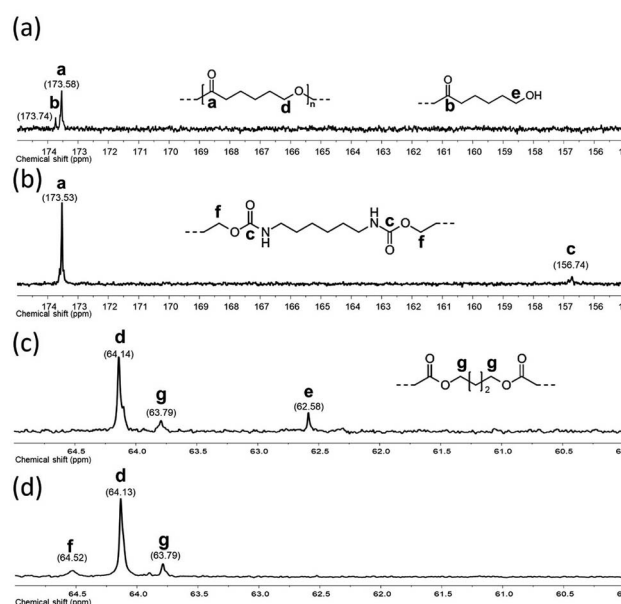 (a)
a
(173.58)
b
(173.74)
O
a
O
d
n
O
b
e
OH
174 173 172 171 170 169 168 167 166 165 164 163 162 161 160 159 158 157 156 155
Chemical shift (ppm)
(b)
a
(173.53)
f
O
O
c
N
H
H
N
c
O
O
f
c
(156.74)
174 173 172 171 170 169 168 167 166 165 164 163 162 161 160 159 158 157 156 155
Chemical shift (ppm)
(c)
d
(64.14)
g
(63.79)
e
(62.58)
O
O
g
2
g
O
O
64.5 64.0 63.5 63.0 62.5 62.0 61.5 61.0 60.5
Chemical shift (ppm)
(d)
d
(64.13)
f
(64.52)
g
(63.79)
64.5 64.0 63.5 63.0 62.5 62.0 61.5 61.0 60.5
Chemical shift (ppm)